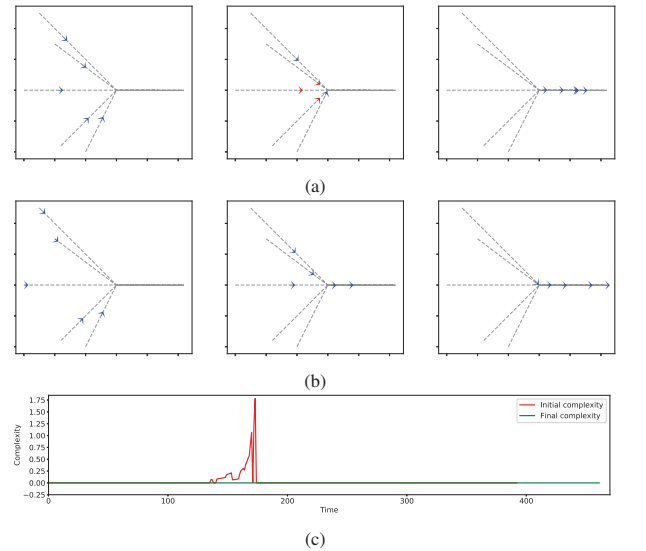 (a)
(b)
1.75
1.50
1.25
1.00
0.75
0.50
0.25
0.00
−0.25
Complexity
Initial complexity
Final complexity
0
100
200
300
400
Time
(c)